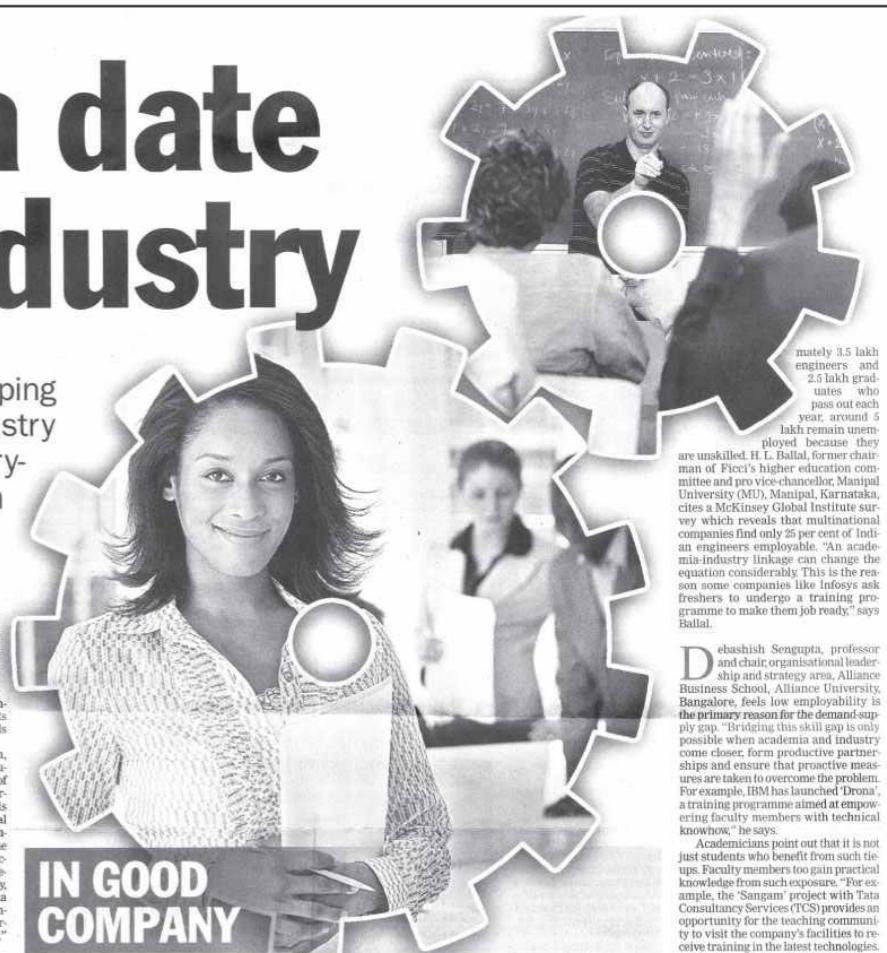 date
dustry
ping
stry
ry-
IN GOOD
COMPANY
mately 3.5 lakh
engineers and
2.5 lakh grad-
uates who
pass out each
year, around 5
lakh remain unem-
ployed because they
are unskilled. H. L. Ballal, former chair-
man of Ficci's higher education com-
mittee and pro vice-chancellor, Manipal
University (MU), Manipal, Karnataka,
cites a McKinsey Global Institute sur-
vey which reveals that multinational
companies find only 25 per cent of Indi-
an engineers employable. "An acade-
mia-industry linkage can change the
equation considerably. This is the rea-
son some companies like Infosys ask
freshers to undergo a training pro-
gramme to make them job ready," says
Ballal.
Debashish Sengupta, professor
and chair, organisational leader-
ship and strategy area, Alliance
Business School, Alliance University,
Bangalore, feels low employability is
the primary reason for the demand-sup-
ply gap. "Bridging this skill gap is only
possible when academia and industry
come closer, form productive partner-
ships and ensure that proactive meas-
ures are taken to overcome the problem.
For example, IBM has launched 'Drona',
a training programme aimed at empow-
ering faculty members with technical
knowhow," he says.
Academicians point out that it is not
just students who benefit from such tie-
ups. Faculty members too gain practical
knowledge from such exposure. "For ex-
ample, the 'Sangam' project with Tata
Consultancy Services (TCS) provides an
opportunity for the teaching communi-
ty to visit the company's facilities to re-
ceive training in the latest technologies.